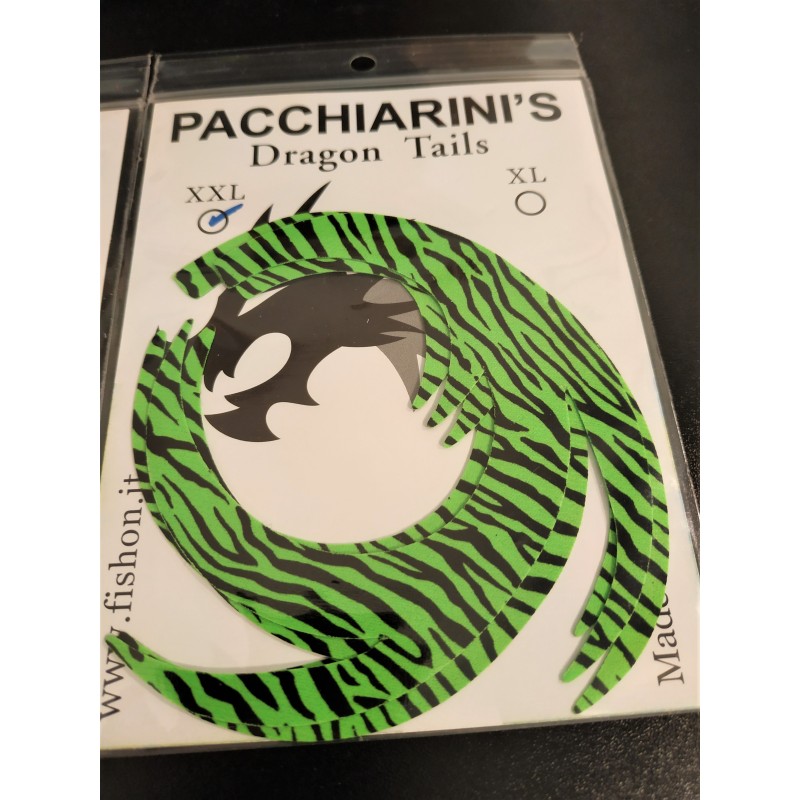 PACCHIARINI'S
Dragon Tails
XXL
XL
www.fishon.it
Made